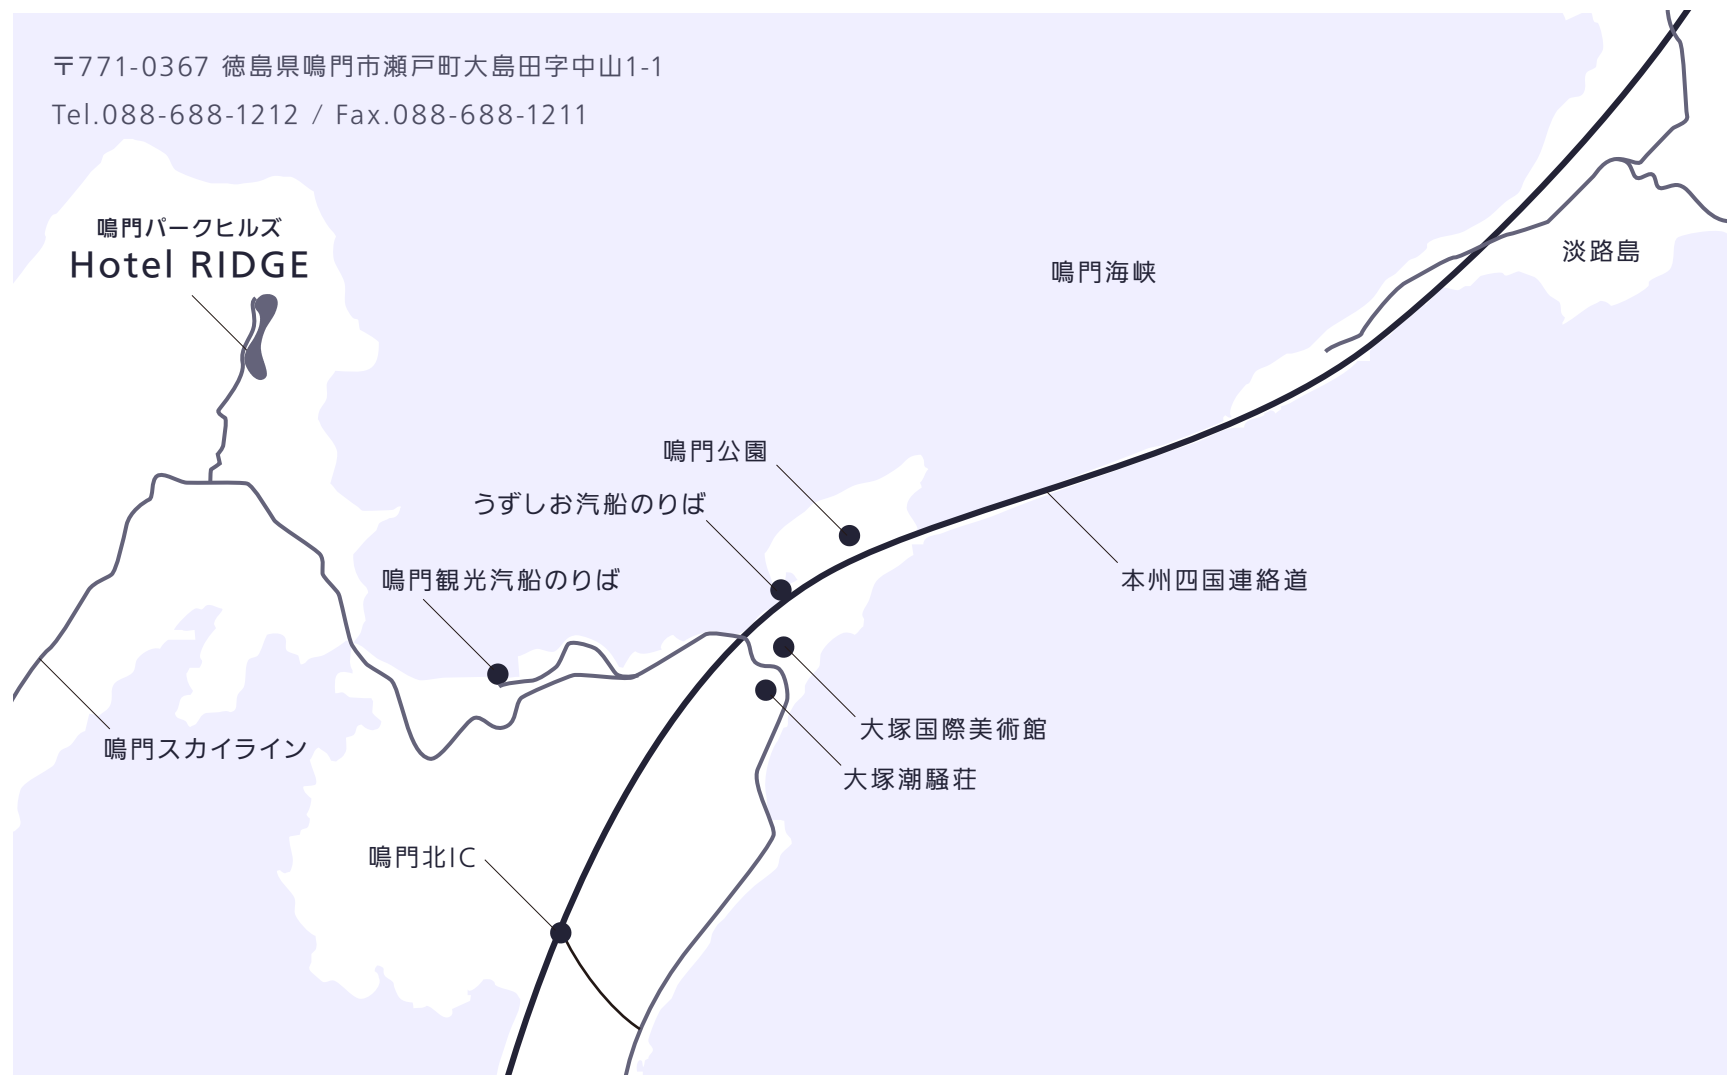 〒771-0367 徳島県鳴門市瀬戸町大島田字中山1-1
Tel.088-688-1212 / Fax.088-688-1211
鳴門パークヒルズ
Hotel RIDGE
淡路島
鳴門海峡
鳴門公園
うずしお汽船のりば
鳴門観光汽船のりば
本州四国連絡道
大塚国際美術館
鳴門スカイライン
大塚潮騒荘
鳴門北IC